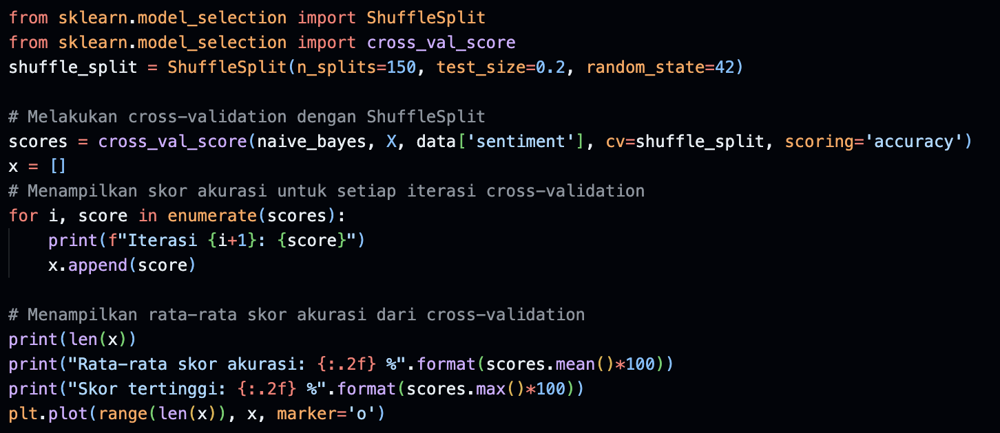 from sklearn.model_selection import ShuffleSplit
from sklearn.model_selection import cross_val_score
shuffle_split = ShuffleSplit(n_splits=150, test_size=0.2, random_state=42)

# Melakukan cross-validation dengan ShuffleSplit
scores = cross_val_score(naive_bayes, X, data['sentiment'], cv=shuffle_split, scoring='accuracy')
x = []
# Menampilkan skor akurasi untuk setiap iterasi cross-validation
for i, score in enumerate(scores):
    print(f"Iterasi {i+1}: {score}")
    x.append(score)

# Menampilkan rata-rata skor akurasi dari cross-validation
print(len(x))
print("Rata-rata skor akurasi: {:.2f} %".format(scores.mean()*100))
print("Skor tertinggi: {:.2f} %".format(scores.max()*100))
plt.plot(range(len(x)), x, marker='o')